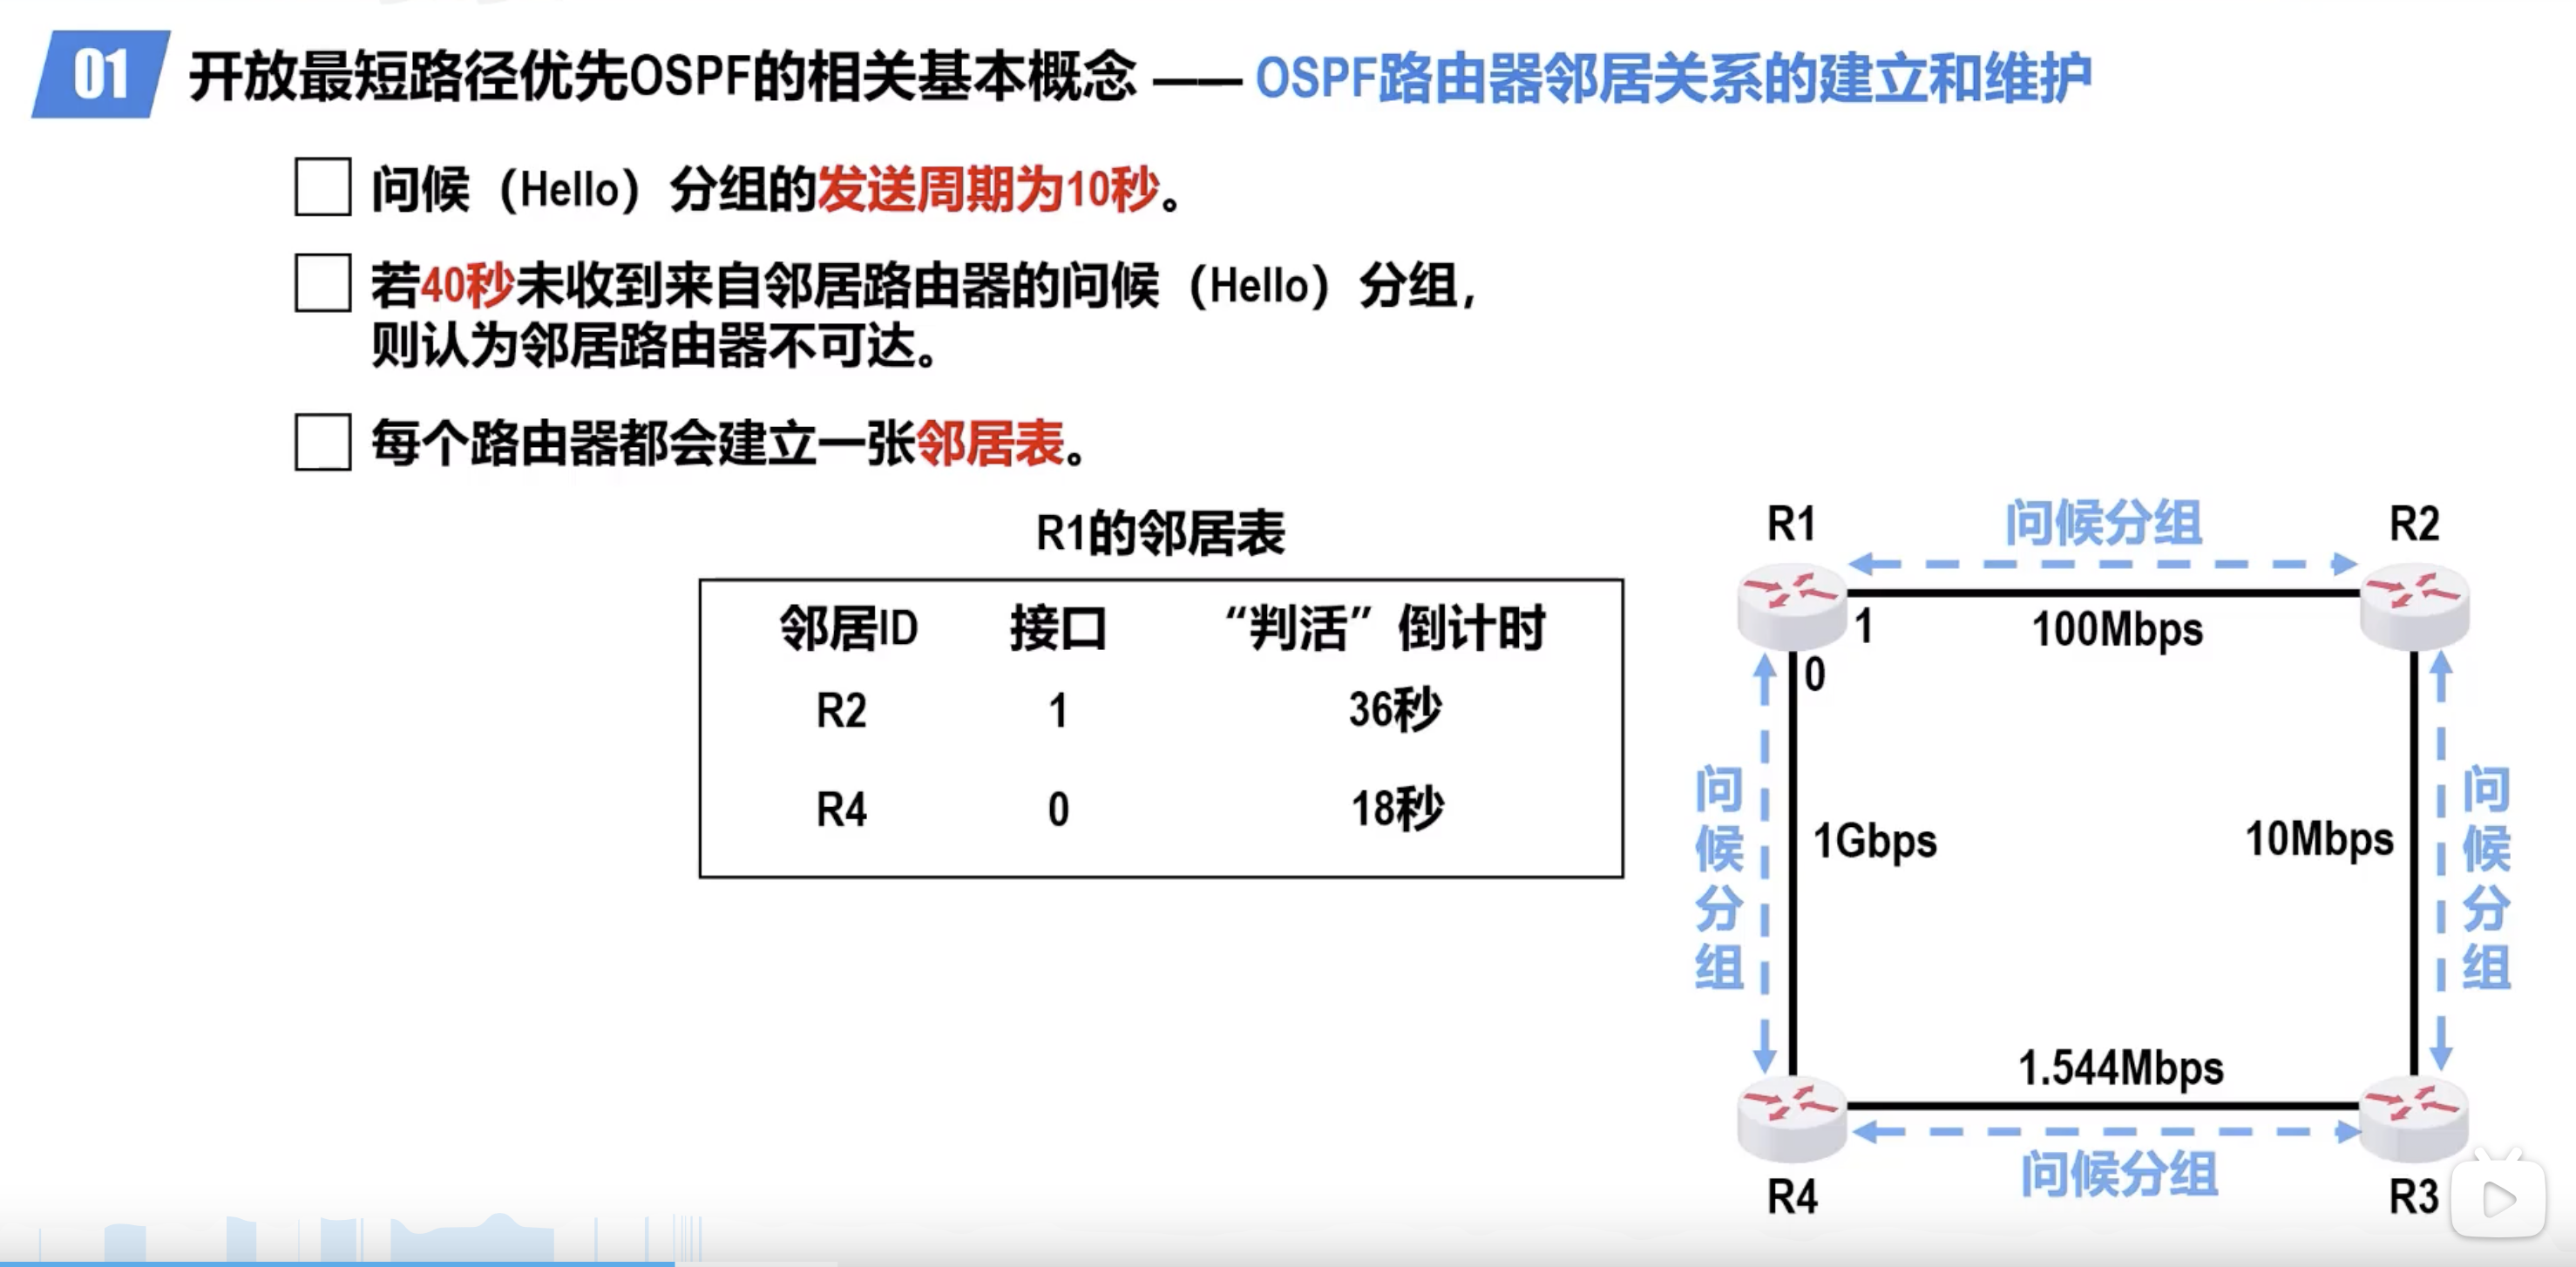 01
开放最短路径优先OSPF的相关基本概念 —— OSPF路由器邻居关系的建立和维护
问候（Hello）分组的发送周期为10秒。
若40秒未收到来自邻居路由器的问候（Hello）分组，
则认为邻居路由器不可达。
每个路由器都会建立一张邻居表。
R1的邻居表
邻居ID 接口 “判活”倒计时
R2 1 36秒
R4 0 18秒
R1 问候分组 R2
1 100Mbps
0
问候分组
1Gbps
10Mbps
问候分组
1.544Mbps
问候分组
R4 R3